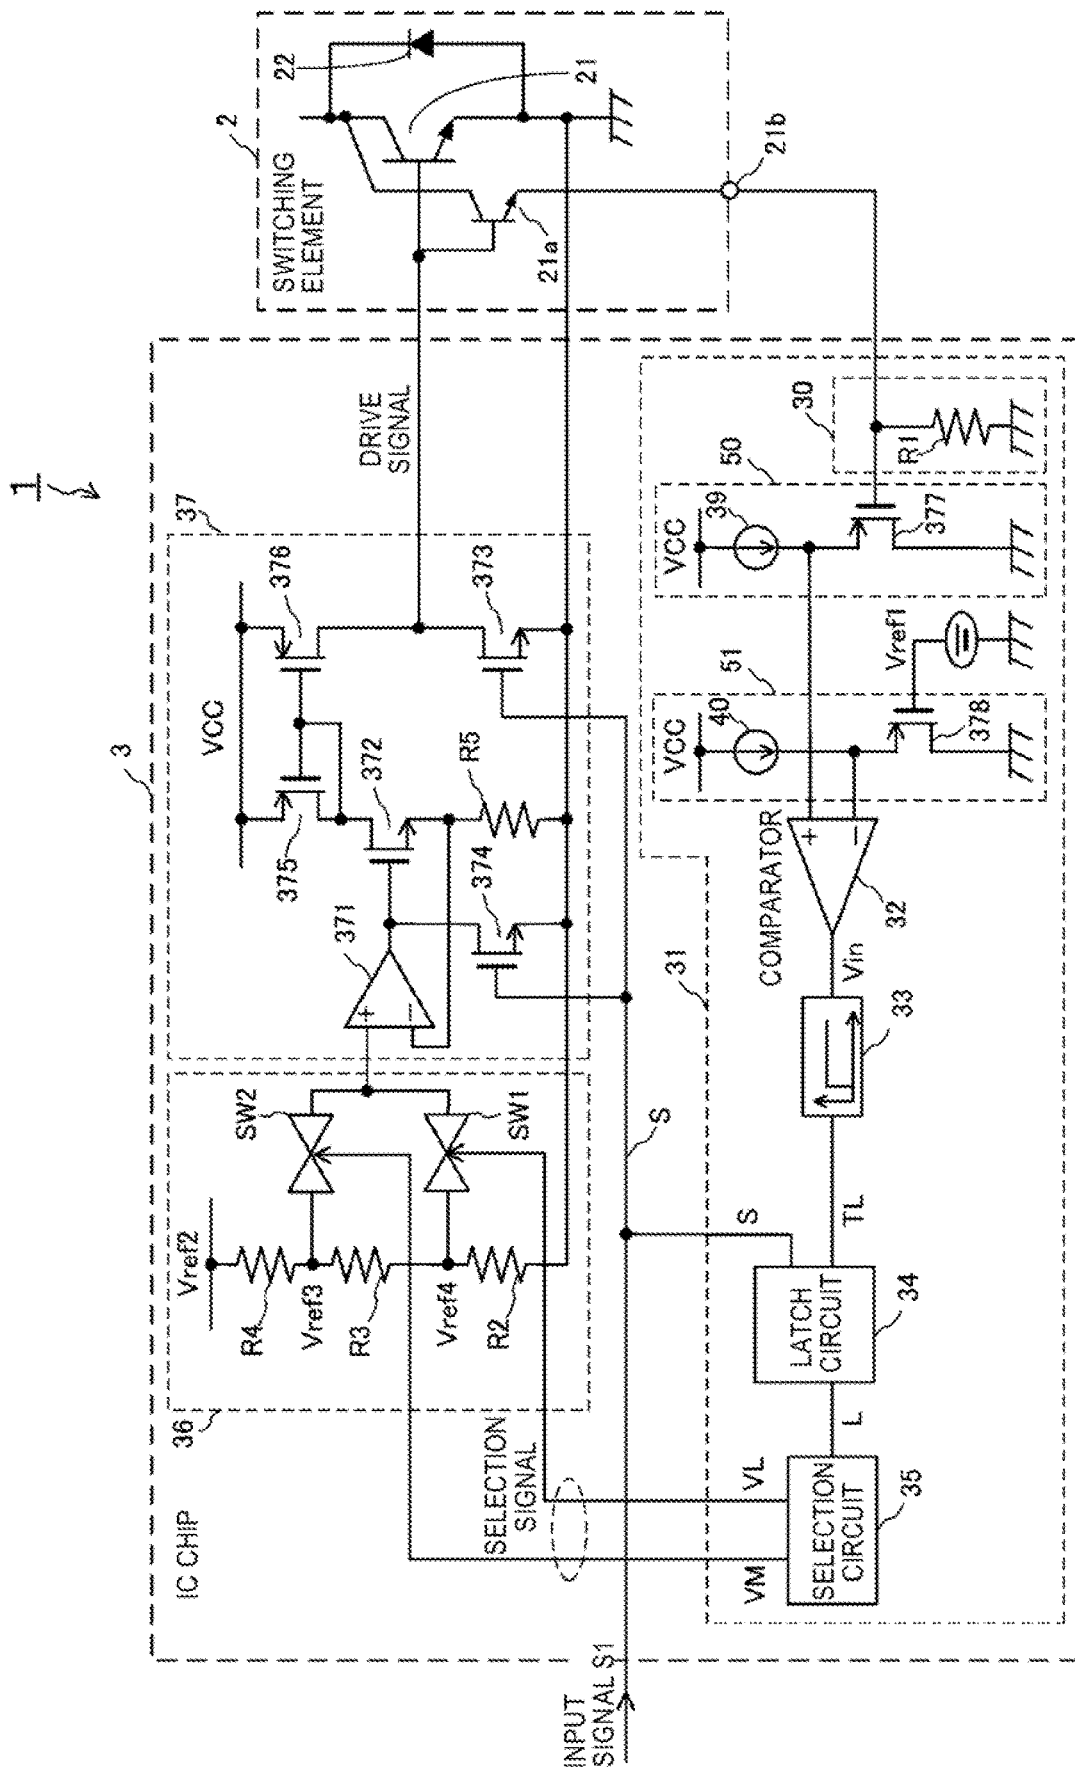 1
IC CHIP
3
36
Vref2
R4
Vref3
R3
Vref4
R2
SW2
SW1
SELECTION
SIGNAL
37
VCC
371
372
373
374
375
376
R5
DRIVE
SIGNAL
2
SWITCHING
ELEMENT
21
21a
21b
22
INPUT
SIGNAL S1
S
S
31
VM
VL
SELECTION
CIRCUIT
35
L
LATCH
CIRCUIT
34
TL
33
Vin
COMPARATOR
+
−
32
+
−
51
VCC
40
378
Vref1
50
VCC
39
377
30
R1